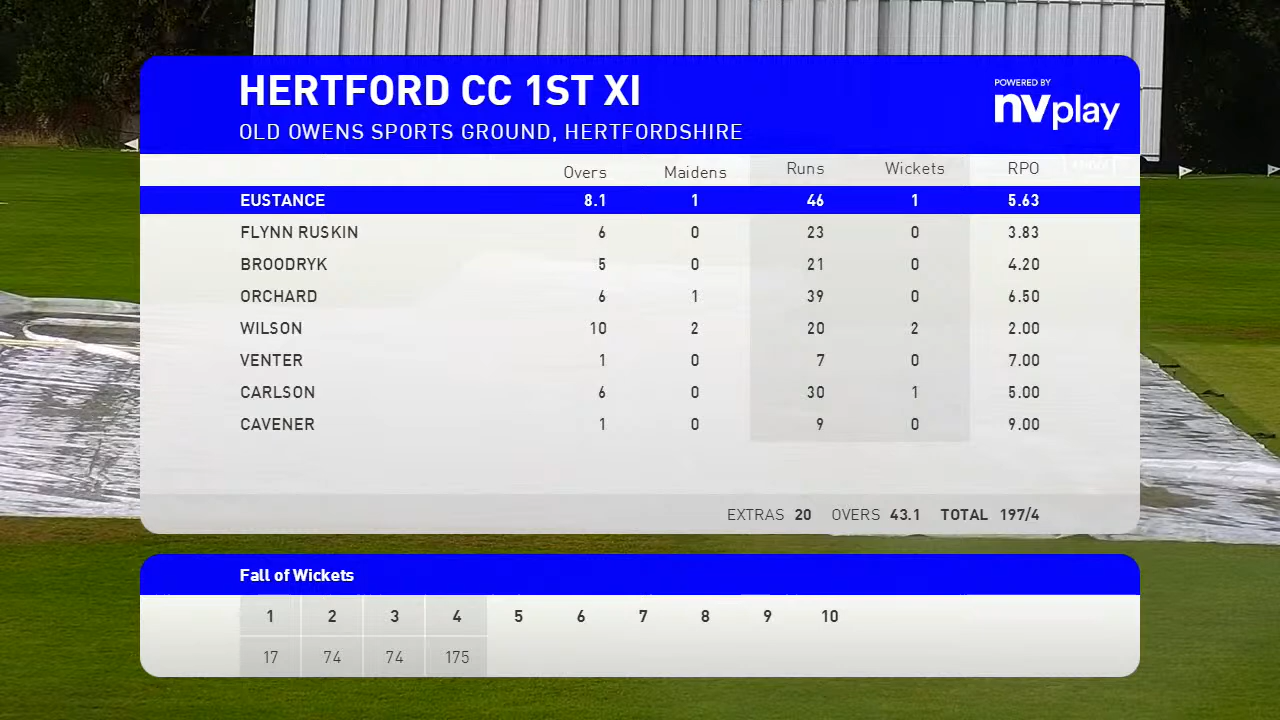 HERTFORD CC 1ST XI
POWERED BY
nvplay
OLD OWENS SPORTS GROUND, HERTFORDSHIRE
Overs Maidens Runs Wickets RPO
EUSTANCE 8.1 1 46 1 5.63
FLYNN RUSKIN 6 0 23 0 3.83
BROODRYK 5 0 21 0 4.20
ORCHARD 6 1 39 0 6.50
WILSON 10 2 20 2 2.00
VENTER 1 0 7 0 7.00
CARLSON 6 0 30 1 5.00
CAVENER 1 0 9 0 9.00
EXTRAS 20 OVERS 43.1 TOTAL 197/4
Fall of Wickets
1 2 3 4 5 6 7 8 9 10
17 74 74 175